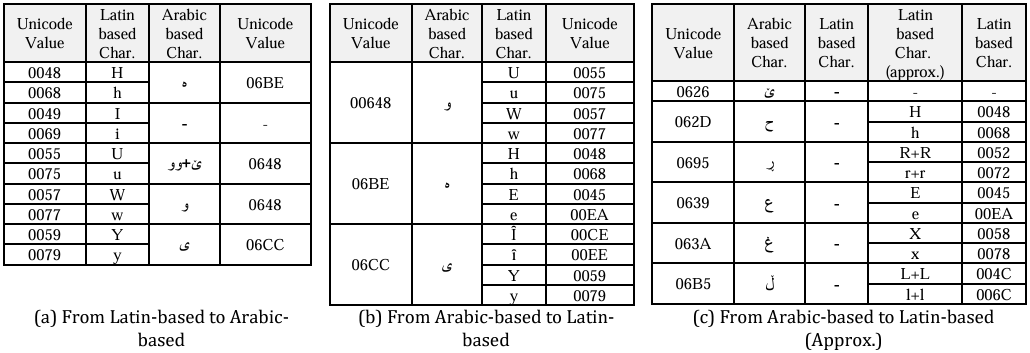 Unicode Value | Latin based Char. | Arabic based Char. | Unicode Value
0048 | H | ه | 06BE
0068 | h
0049 | I | - | -
0069 | i
0055 | U | ئ+وو | 0648
0075 | u
0057 | W | و | 0648
0077 | w
0059 | Y | ى | 06CC
0079 | y
(a) From Latin-based to Arabic-
based
Unicode Value | Arabic based Char. | Latin based Char. | Unicode Value
00648 | و | U | 0055
u | 0075
W | 0057
w | 0077
06BE | ه | H | 0048
h | 0068
E | 0045
e | 00EA
06CC | ى | Î | 00CE
î | 00EE
Y | 0059
y | 0079
(b) From Arabic-based to Latin-
based
Unicode Value | Arabic based Char. | Latin based Char. | Latin based Char. (approx.) | Latin based Char.
0626 | ئ | - | - | -
062D | ح | - | H | 0048
h | 0068
0695 | ڕ | - | R+R | 0052
r+r | 0072
0639 | ع | - | E | 0045
e | 00EA
063A | غ | - | X | 0058
x | 0078
06B5 | ڵ | - | L+L | 004C
l+l | 006C
(c) From Arabic-based to Latin-based
(Approx.)